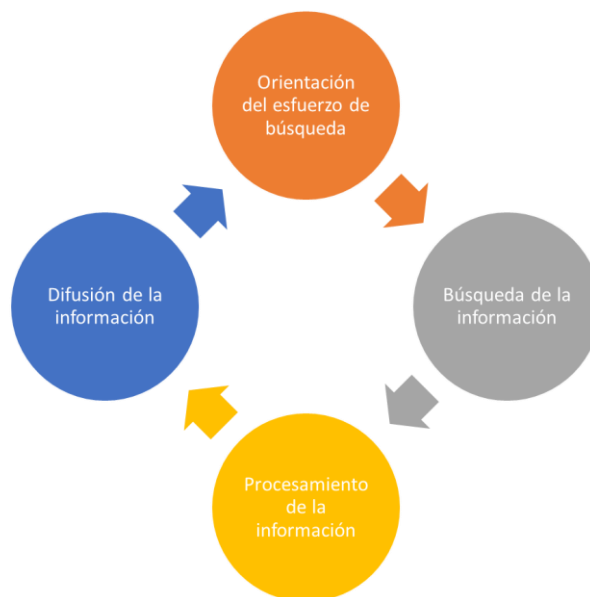 Orientación
del esfuerzo de
búsqueda
Búsqueda de la
información
Procesamiento
de la
información
Difusión de la
información